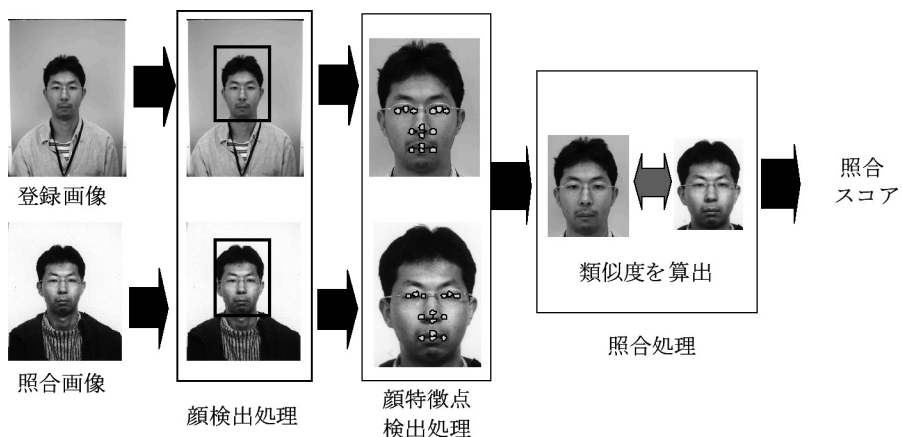 登録画像
照合画像
顔検出処理
顔特徴点
検出処理
類似度を算出
照合処理
照合
スコア